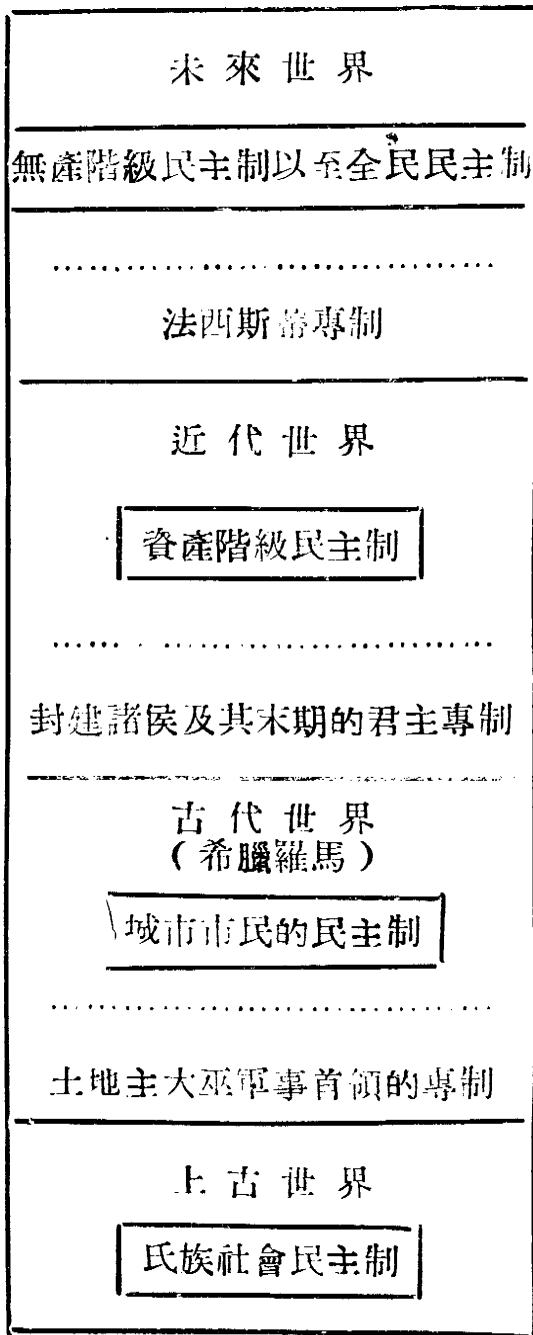 未來世界
無產階級民主制以至全民民主制
法西斯蒂專制
近代世界
資產階級民主制
封建諸侯及其末期的君主專制
古代世界
(希臘羅馬)
城市市民的民主制
土地主大巫軍事首領的專制
上古世界
氏族社會民主制